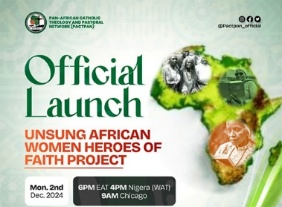 PAN-AFRICAN CATHOLIC
THEOLOGY AND PASTORAL
NETWORK (PACTPAN)
@Pactpan_official
Official
Launch
UNSUNG AFRICAN
WOMEN HEROES OF
FAITH PROJECT
Mon. 2nd
Dec. 2024
6PM EAT 4PM Nigera (WAT)
9AM Chicago